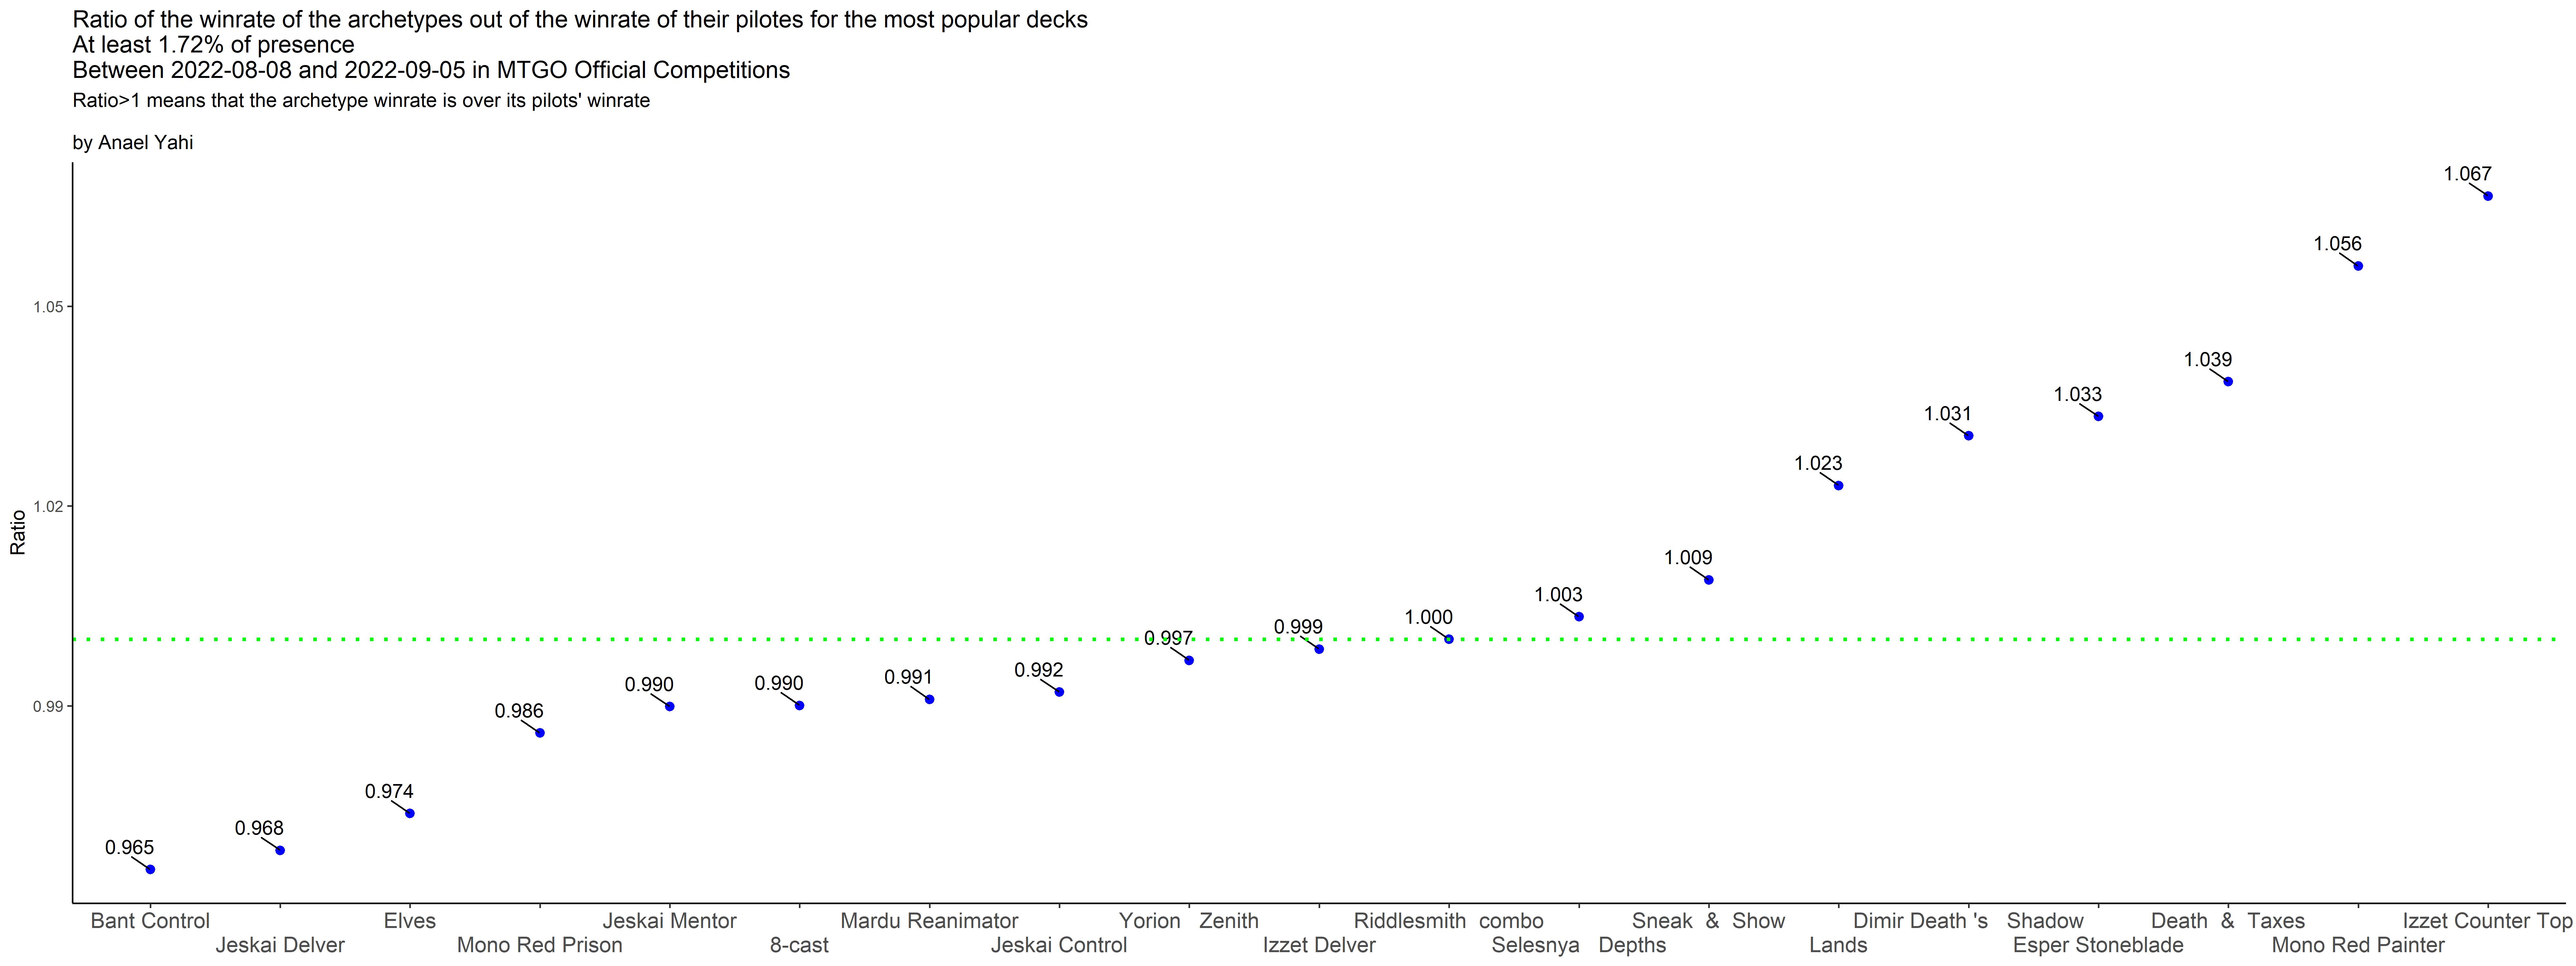 Ratio of the winrate of the archetypes out of the winrate of their pilotes for the most popular decks
At least 1.72% of presence
Between 2022-08-08 and 2022-09-05 in MTGO Official Competitions
Ratio>1 means that the archetype winrate is over its pilots' winrate
by Anael Yahi
Ratio
1.05
1.02
0.99
0.965
0.968
0.974
0.986
0.990
0.990
0.991
0.992
0.997
0.999
1.000
1.003
1.009
1.023
1.031
1.033
1.039
1.056
1.067
Bant Control
Jeskai Delver
Elves
Mono Red Prison
Jeskai Mentor
8-cast
Mardu Reanimator
Jeskai Control
Yorion Zenith
Izzet Delver
Riddlesmith combo
Selesnya Depths
Sneak & Show
Lands
Dimir Death 's Shadow
Esper Stoneblade
Death & Taxes
Mono Red Painter
Izzet Counter Top